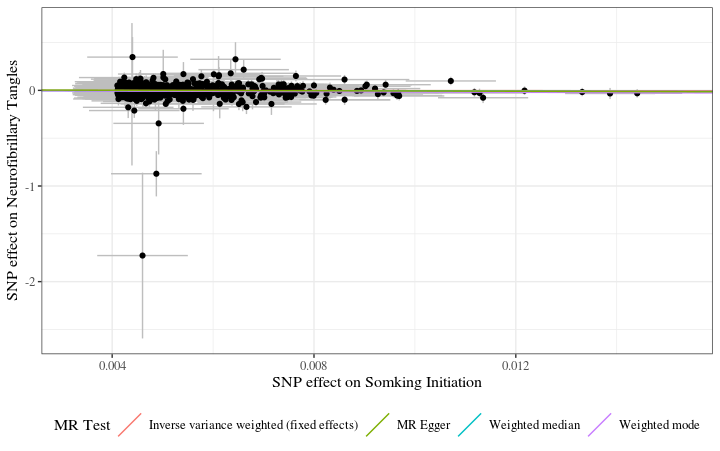 SNP effect on Neurofibrillary Tangles
0
-1
-2
0.004 0.008 0.012
SNP effect on Somking Initiation
MR Test Inverse variance weighted (fixed effects) MR Egger Weighted median Weighted mode